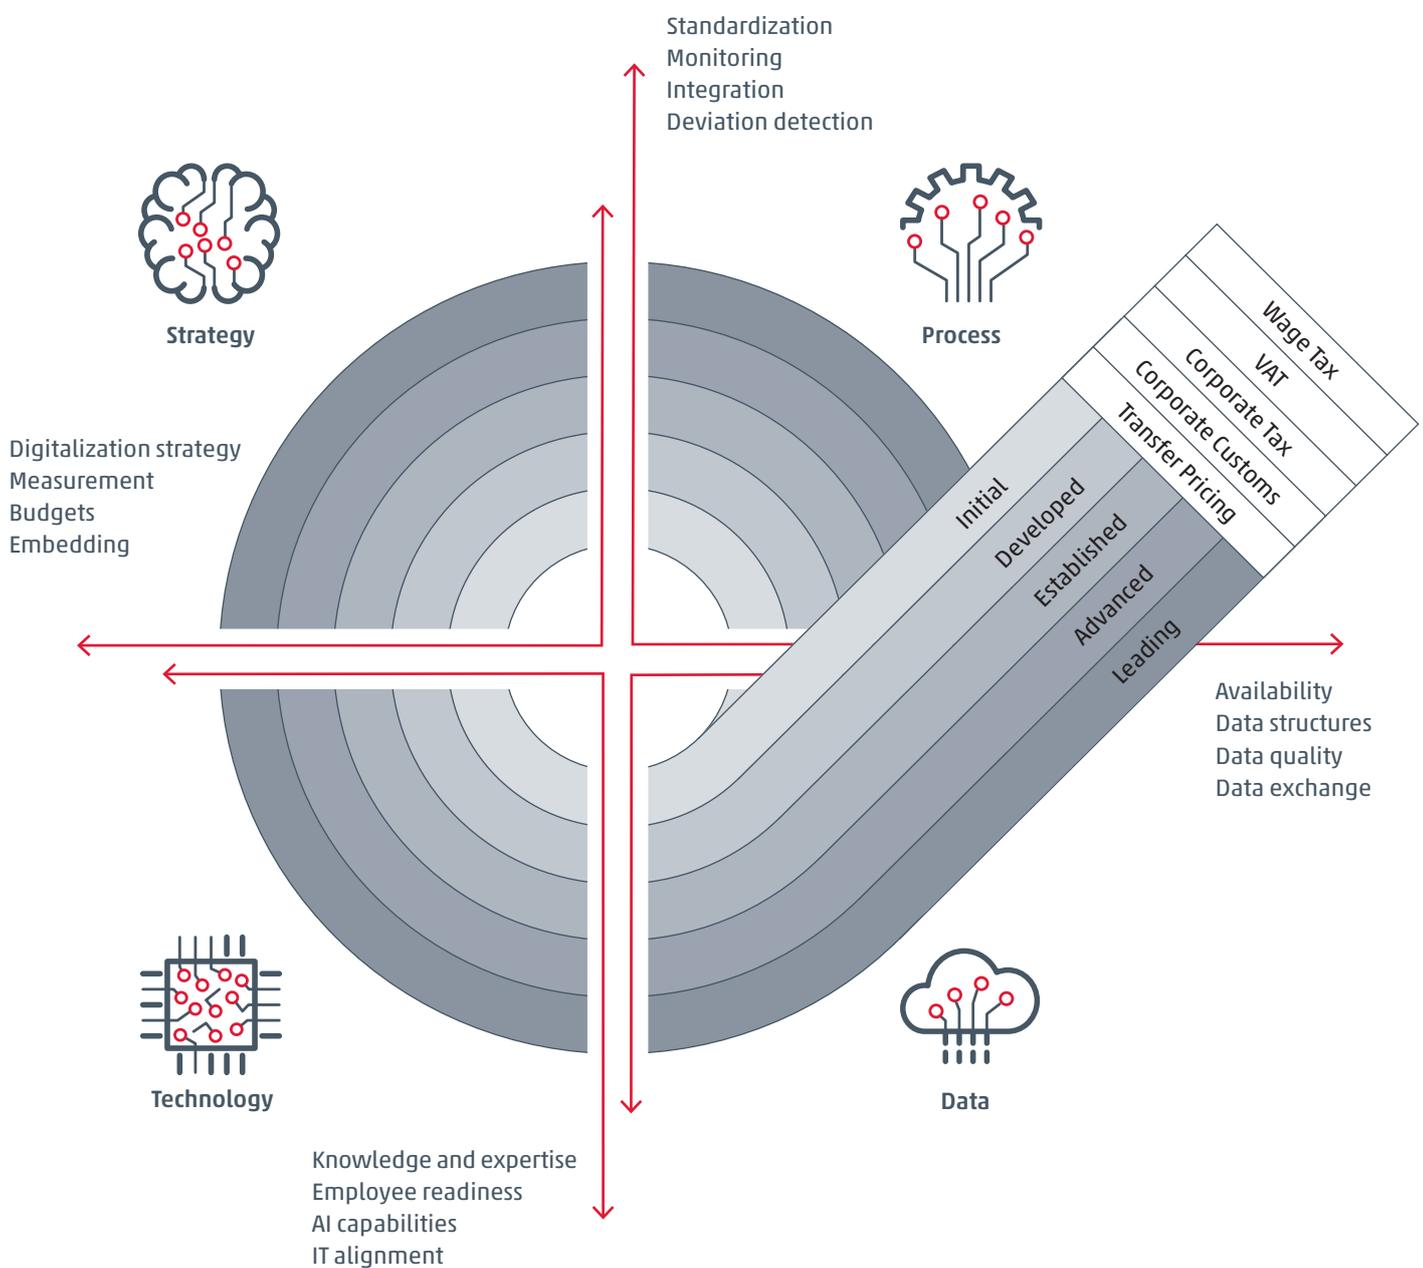 Standardization
Monitoring
Integration
Deviation detection
Strategy
Process
Wage Tax
VAT
Corporate Tax
Corporate Customs
Transfer Pricing
Digitalization strategy
Measurement
Budgets
Embedding
Initial
Developed
Established
Advanced
Leading
Availability
Data structures
Data quality
Data exchange
Technology
Data
Knowledge and expertise
Employee readiness
AI capabilities
IT alignment